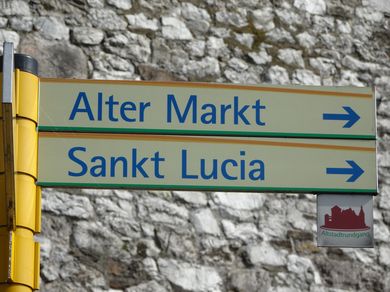 Alter Markt
Sankt Lucia
Altstadtrundgang